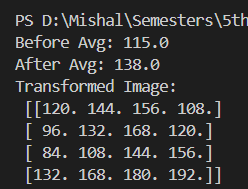 PS D:\Mishal\Semesters\5th
Before Avg: 115.0
After Avg: 138.0
Transformed Image:
[[120. 144. 156. 108.]
[ 96. 132. 168. 120.]
[ 84. 108. 144. 156.]
[132. 168. 180. 192.]]